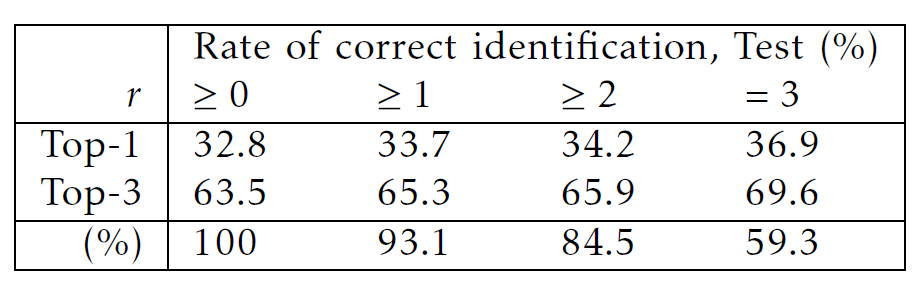 Rate of correct identification, Test (%)
r ≥ 0 ≥ 1 ≥ 2 = 3
Top-1 32.8 33.7 34.2 36.9
Top-3 63.5 65.3 65.9 69.6
(%) 100 93.1 84.5 59.3